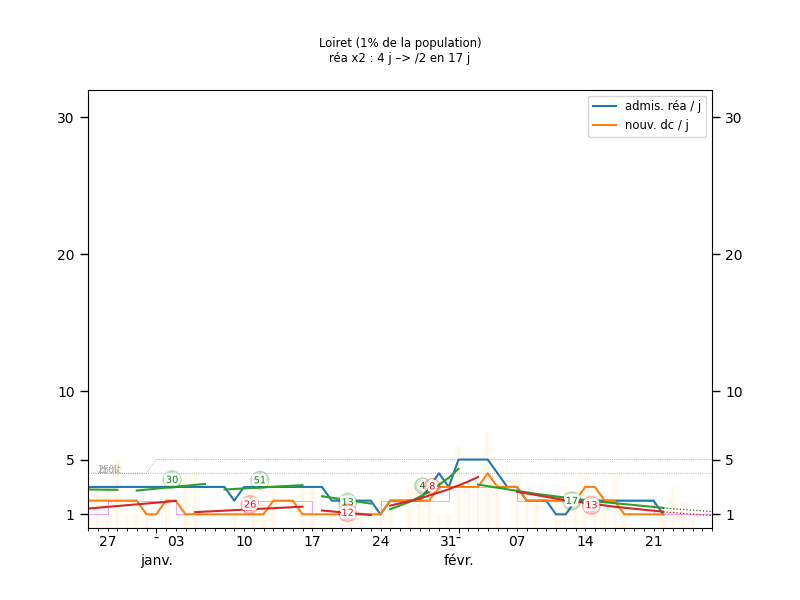 Loiret (1% de la population)
réa x2 : 4 j –> /2 en 17 j
admis. réa / j
nouv. dc / j
30 30
20 20
10 10
5 5
1 1
30 51 26 13 12 4 8 17 13
27 03 10 17 24 31 07 14 21
janv. févr.